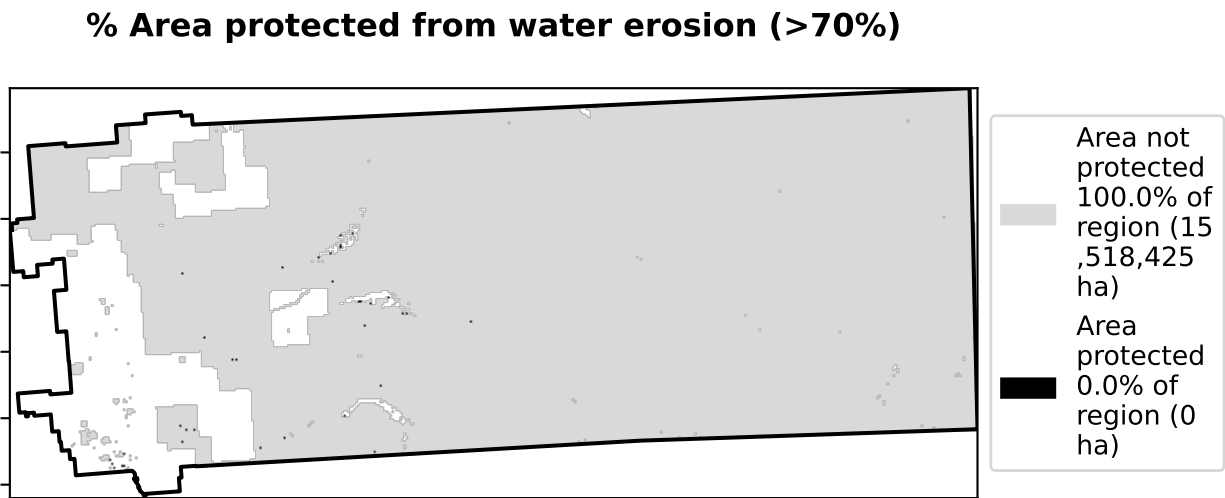 % Area protected from water erosion (>70%)
Area not
protected
100.0% of
region (15
,518,425
ha)
Area
protected
0.0% of
region (0
ha)